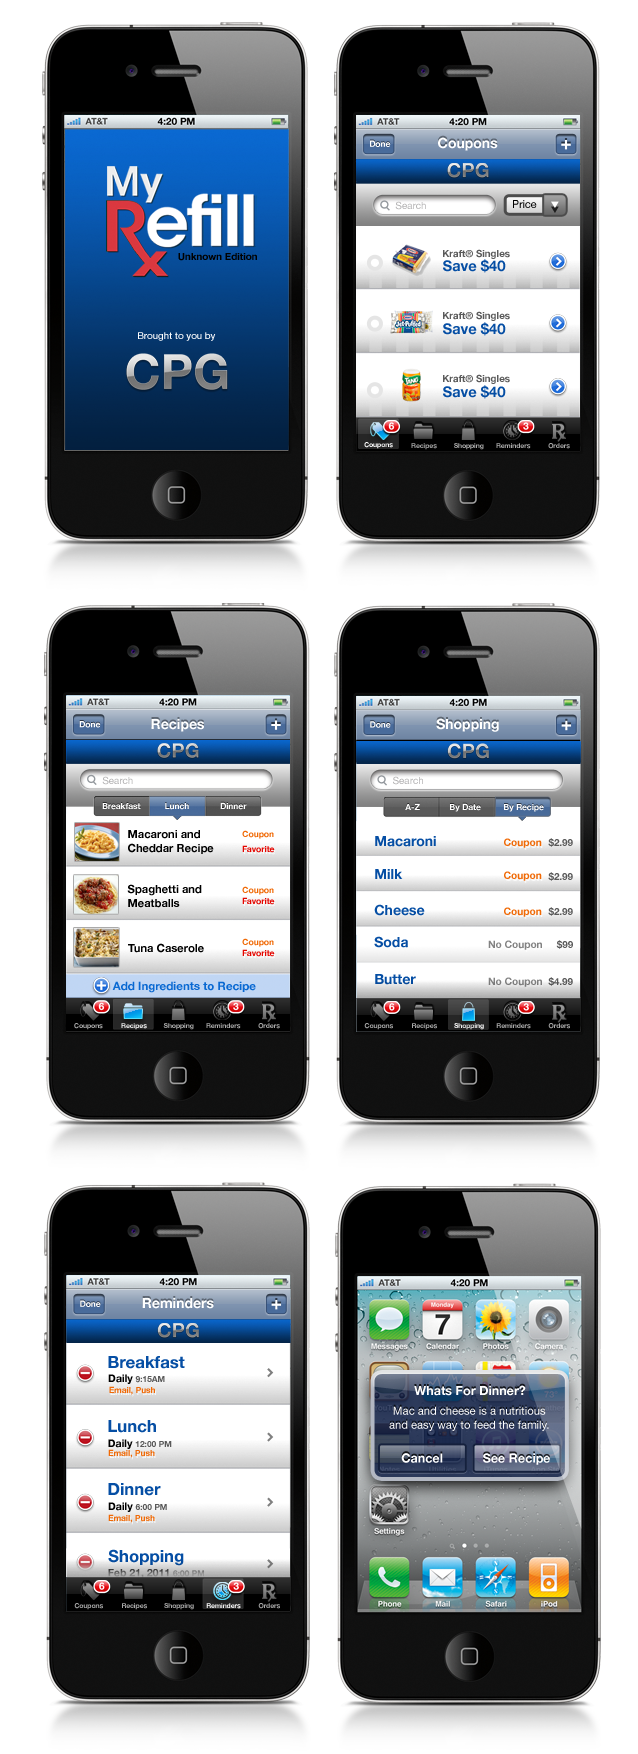 AT&T 4:20 PM
My
Refill
Unknown Edition
Brought to you by
CPG
AT&T 4:20 PM
Done Coupons +
CPG
Search Price
Kraft® Singles
Save $40
Kraft® Singles
Save $40
Kraft® Singles
Save $40
6 3
Coupons Recipes Shopping Reminders Orders
AT&T 4:20 PM
Done Recipes +
CPG
Search
Breakfast Lunch Dinner
Macaroni and Coupon
Cheddar Recipe Favorite
Spaghetti and Coupon
Meatballs Favorite
Tuna Caserole Coupon
Favorite
Add Ingredients to Recipe
6 3
Coupons Recipes Shopping Reminders Orders
AT&T 4:20 PM
Done Shopping +
CPG
Search
A-Z By Date By Recipe
Macaroni Coupon $2.99
Milk Coupon $2.99
Cheese Coupon $2.99
Soda No Coupon $99
Butter No Coupon $4.99
6 3
Coupons Recipes Shopping Reminders Orders
AT&T 4:20 PM
Done Reminders +
CPG
Breakfast
Daily 9:15AM
Email, Push
Lunch
Daily 12:00 PM
Email, Push
Dinner
Daily 6:00 PM
Email, Push
Shopping
Feb 21, 2011 6:00 PM
6 3
Coupons Recipes Shopping Reminders Orders
AT&T 4:20 PM
Monday
7
Messages Calendar Photos Camera
Whats For Dinner?
Mac and cheese is a nutritious
and easy way to feed the family.
Cancel See Recipe
Settings
Phone Mail Safari iPod